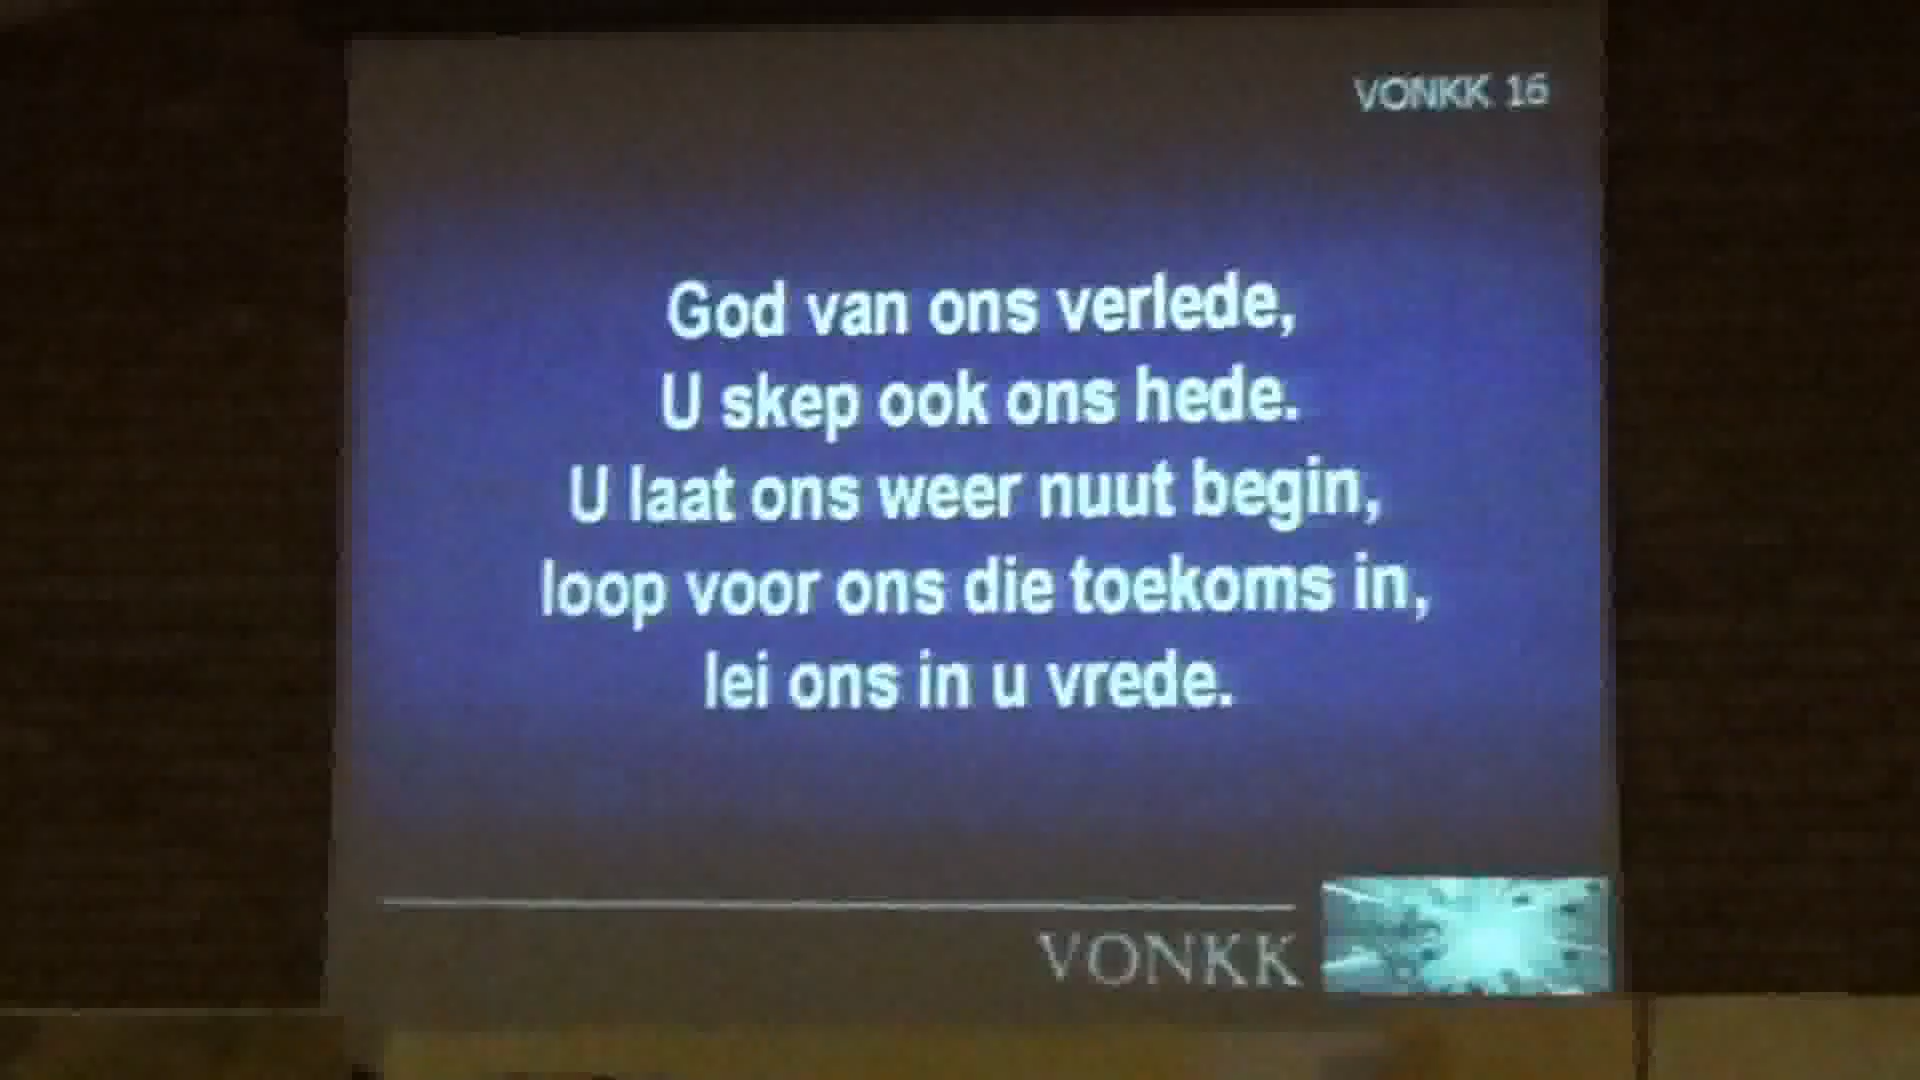 VONKK 16
God van ons verlede,
U skep ook ons hede.
U laat ons weer nuut begin,
loop voor ons die toekoms in,
lei ons in u vrede.
VONKK